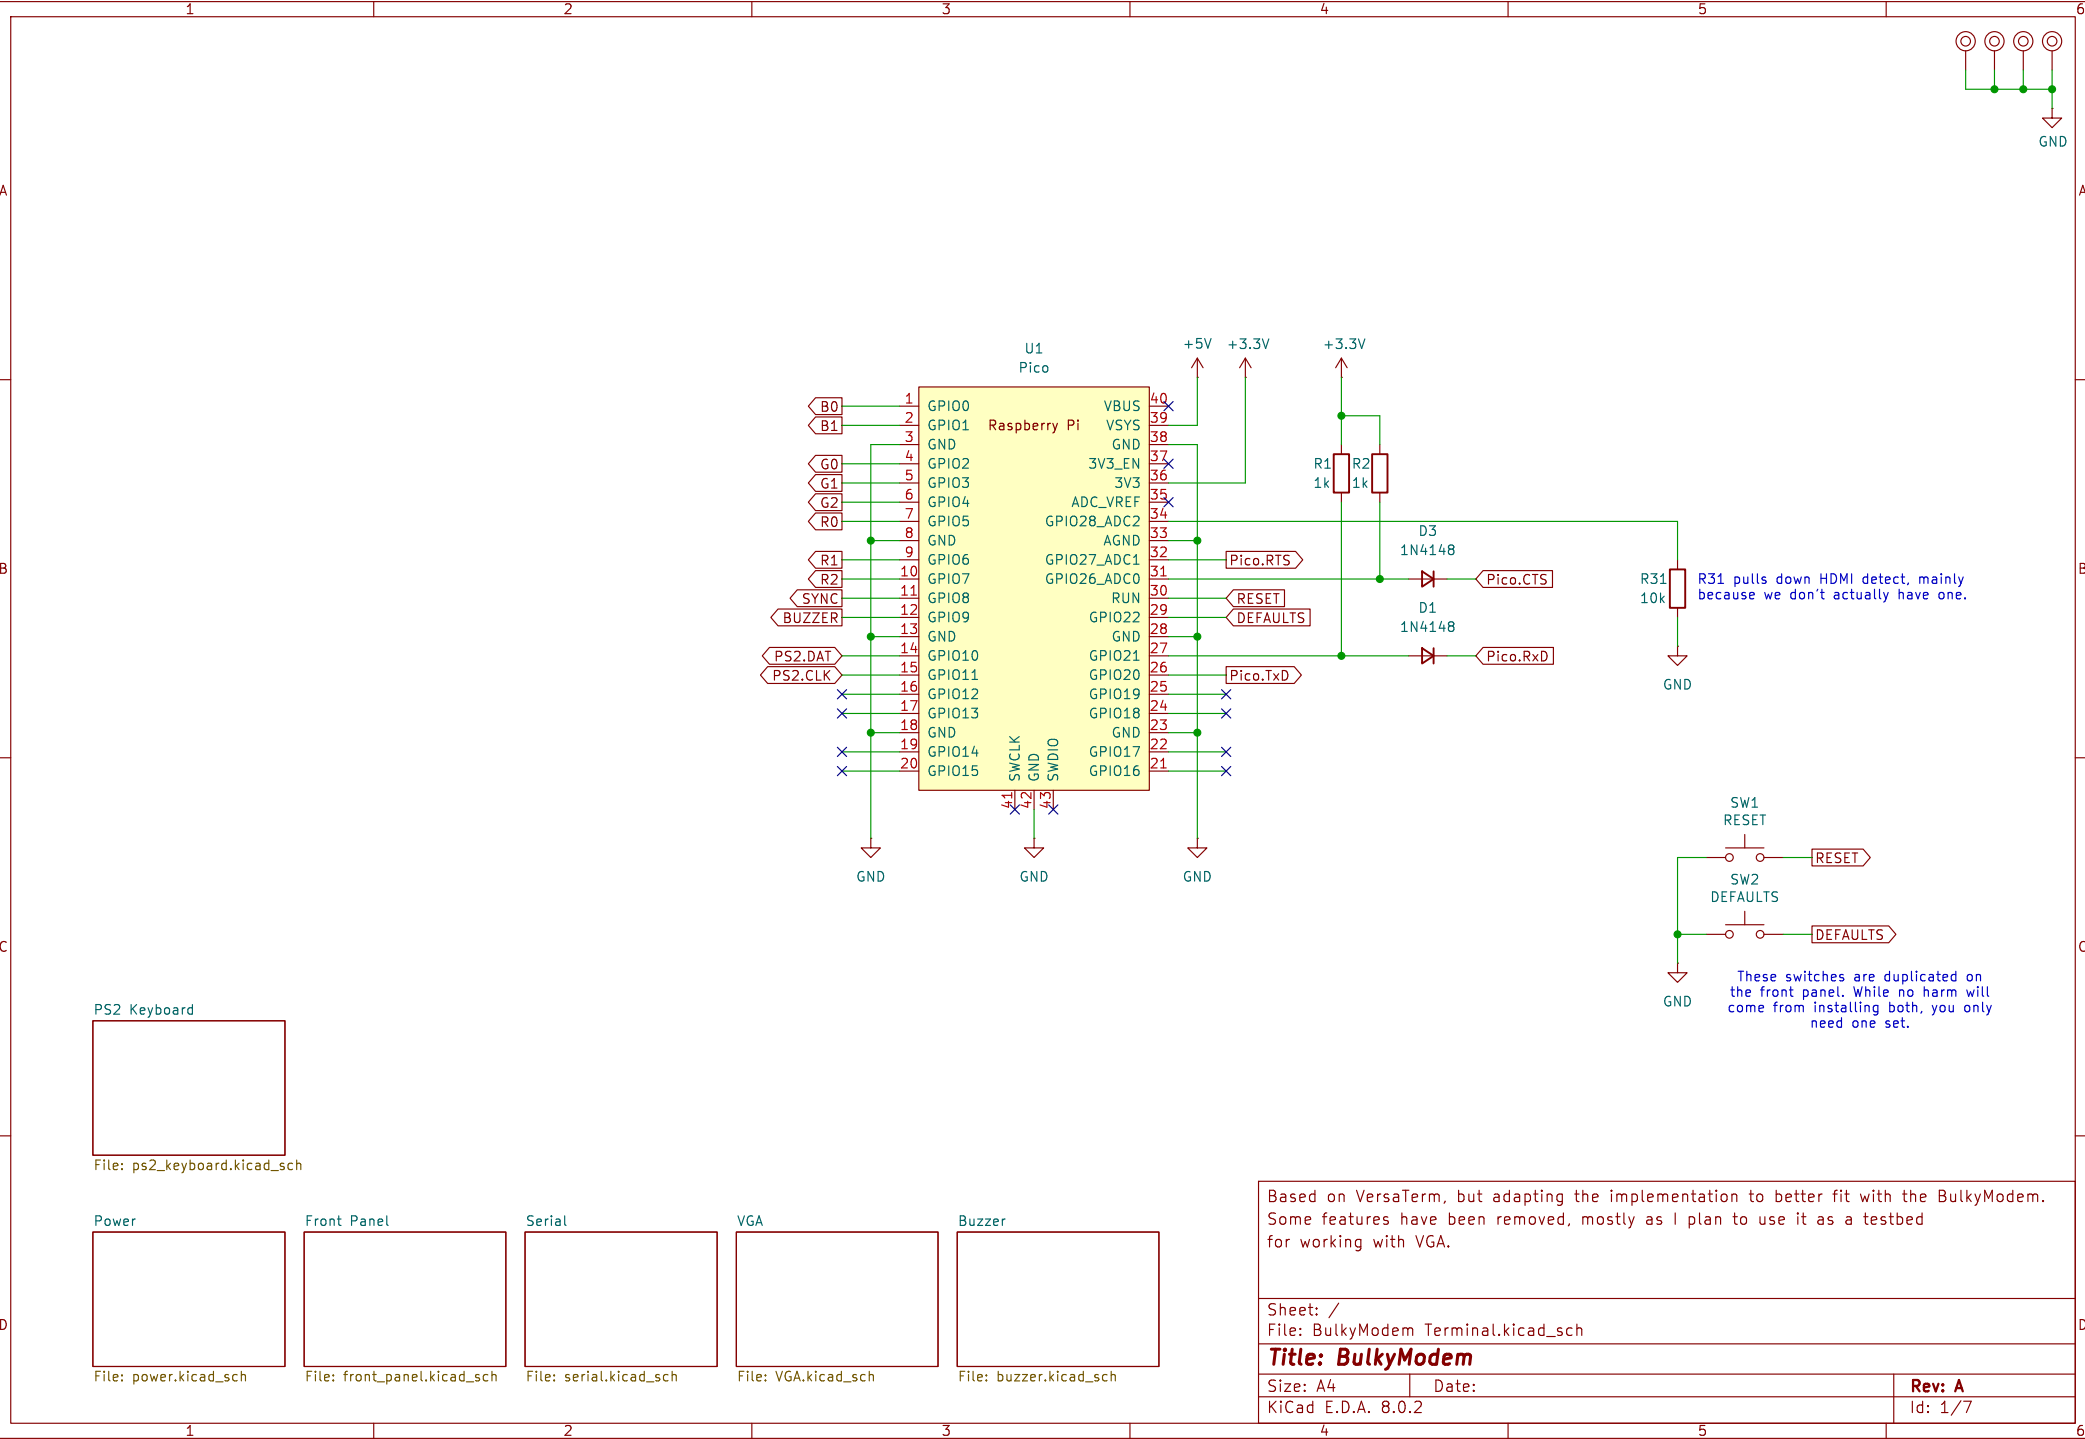 1 2 3 4 5 6
A
B
C
D
A
B
C
D
GND
U1
Pico
Raspberry Pi
+5V
+3.3V
+3.3V
B0 1 GPIO0
B1 2 GPIO1
3 GND
G0 4 GPIO2
G1 5 GPIO3
G2 6 GPIO4
R0 7 GPIO5
8 GND
R1 9 GPIO6
R2 10 GPIO7
SYNC 11 GPIO8
BUZZER 12 GPIO9
13 GND
PS2.DAT 14 GPIO10
PS2.CLK 15 GPIO11
16 GPIO12
17 GPIO13
18 GND
19 GPIO14
20 GPIO15
SWCLK 41
GND 42
SWDIO 43
VBUS 40
VSYS 39
GND 38
3V3_EN 37
3V3 36
ADC_VREF 35
GPIO28_ADC2 34
AGND 33
GPIO27_ADC1 32 Pico.RTS
GPIO26_ADC0 31
RUN 30 RESET
GPIO22 29 DEFAULTS
GND 28
GPIO21 27
GPIO20 26 Pico.TxD
GPIO19 25
GPIO18 24
GND 23
GPIO17 22
GPIO16 21
GND
GND
GND
R1
1k
R2
1k
D3
1N4148
Pico.CTS
D1
1N4148
Pico.RxD
R31
10k
R31 pulls down HDMI detect, mainly
because we don't actually have one.
GND
SW1
RESET
RESET
SW2
DEFAULTS
DEFAULTS
GND
These switches are duplicated on
the front panel. While no harm will
come from installing both, you only
need one set.
PS2 Keyboard
File: ps2_keyboard.kicad_sch
Power
File: power.kicad_sch
Front Panel
File: front_panel.kicad_sch
Serial
File: serial.kicad_sch
VGA
File: VGA.kicad_sch
Buzzer
File: buzzer.kicad_sch
Based on VersaTerm, but adapting the implementation to better fit with the BulkyModem.
Some features have been removed, mostly as I plan to use it as a testbed
for working with VGA.
Sheet: /
File: BulkyModem Terminal.kicad_sch
Title: BulkyModem
Size: A4 Date: Rev: A
KiCad E.D.A. 8.0.2 Id: 1/7
1 2 3 4 5 6